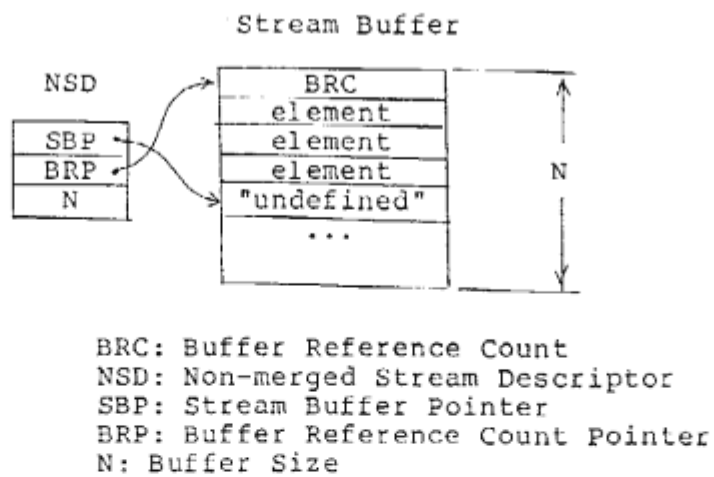 Stream Buffer
NSD
BRC
element
SBP
element
BRP
element
N
N
"undefined"
...
BRC: Buffer Reference Count
NSD: Non-merged Stream Descriptor
SBP: Stream Buffer Pointer
BRP: Buffer Reference Count Pointer
N: Buffer Size